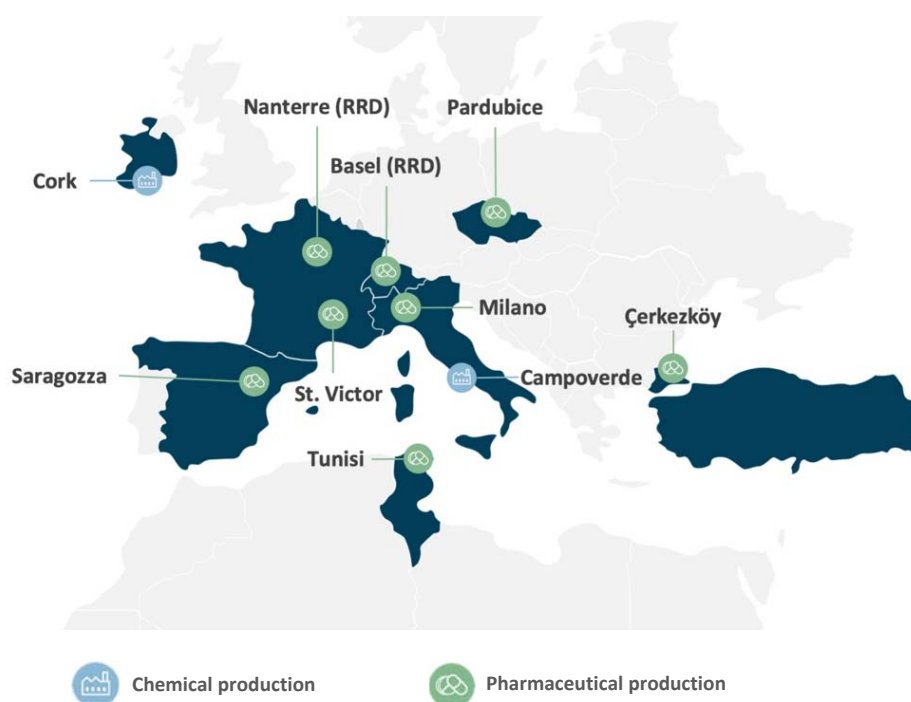 Nanterre (RRD)
Pardubice
Basel (RRD)
Cork
Milano
Çerkezköy
Saragozza
St. Victor
Campoverde
Tunisi
Chemical production
Pharmaceutical production